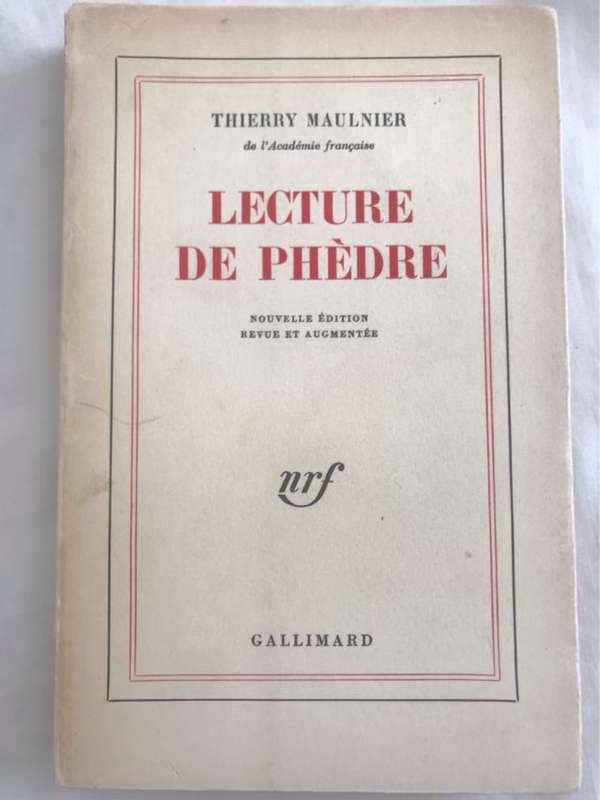 THIERRY MAULNIER
de l'Académie française
LECTURE
DE PHÈDRE
NOUVELLE ÉDITION
REVUE ET AUGMENTÉE
nrf
GALLIMARD